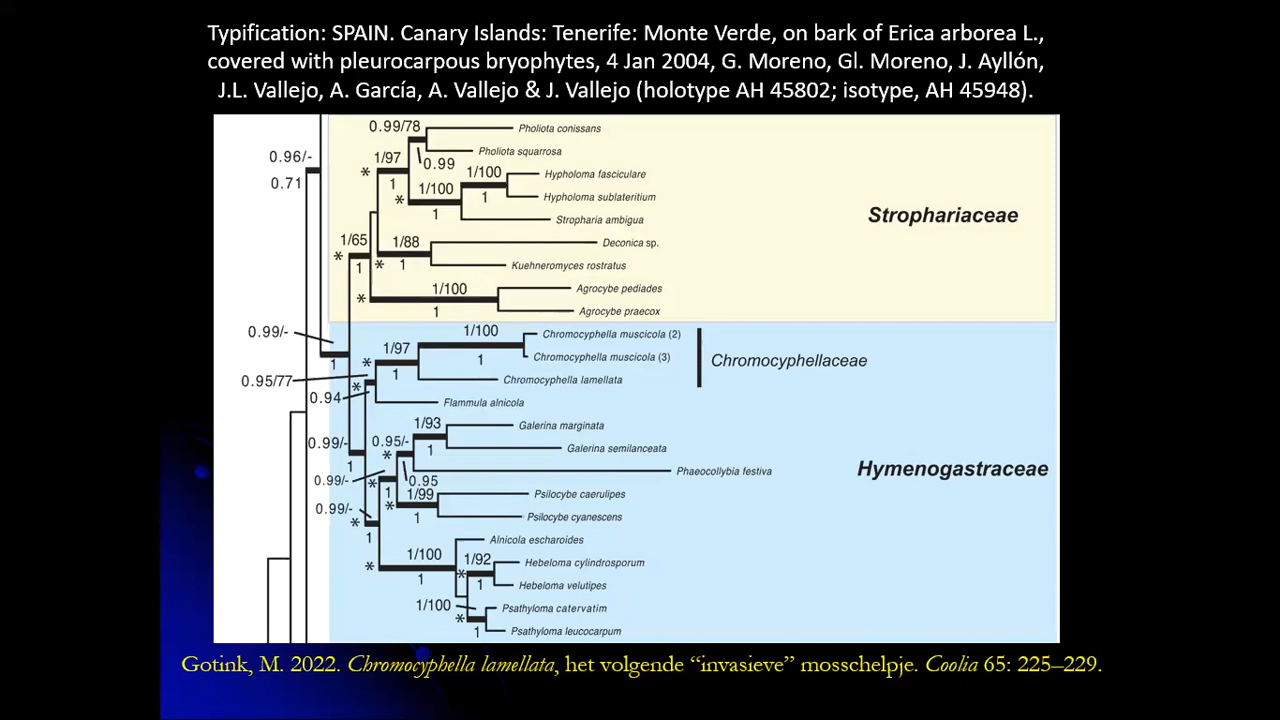 Typification: SPAIN. Canary Islands: Tenerife: Monte Verde, on bark of Erica arborea L.,
covered with pleurocarpous bryophytes, 4 Jan 2004, G. Moreno, Gl. Moreno, J. Ayllón,
J.L. Vallejo, A. García, A. Vallejo & J. Vallejo (holotype AH 45802; isotype, AH 45948).
0.99/78
Pholiota conissans
Pholiota squarrosa
0.96/-
1/97
0.99
0.71
*
1
1/100
Hypholoma fasciculare
1/100
*
1
Hypholoma sublateritium
1
Stropharia ambigua
Strophariaceae
1/65
1/88
Deconica sp.
*
1
*
1
Kuehneromyces rostratus
1/100
Agrocybe pediades
*
1
Agrocybe praecox
0.99/-
1/100
Chromocyphella muscicola (2)
1/97
1
Chromocyphella muscicola (3)
Chromocyphellaceae
1
*
1
Chromocyphella lamellata
0.95/77
*
0.94
Flammula alnicola
1/93
Galerina marginata
0.99/-
0.95/-
1
Galerina semilanceata
*
1
Phaeocollybia festiva
Hymenogastraceae
0.99/-
*
1
0.95
1/99
Psilocybe caerulipes
0.99/-
*
1
Psilocybe cyanescens
*
1
Alnicola escharoides
1/100
1/92
Hebeloma cylindrosporum
*
1
*
1
Hebeloma velutipes
1/100
Psathyloma catervatim
*
1
Psathyloma leucocarpum
Gotink, M. 2022. Chromocyphella lamellata, het volgende “invasieve” mosschelpje. Coolia 65: 225–229.